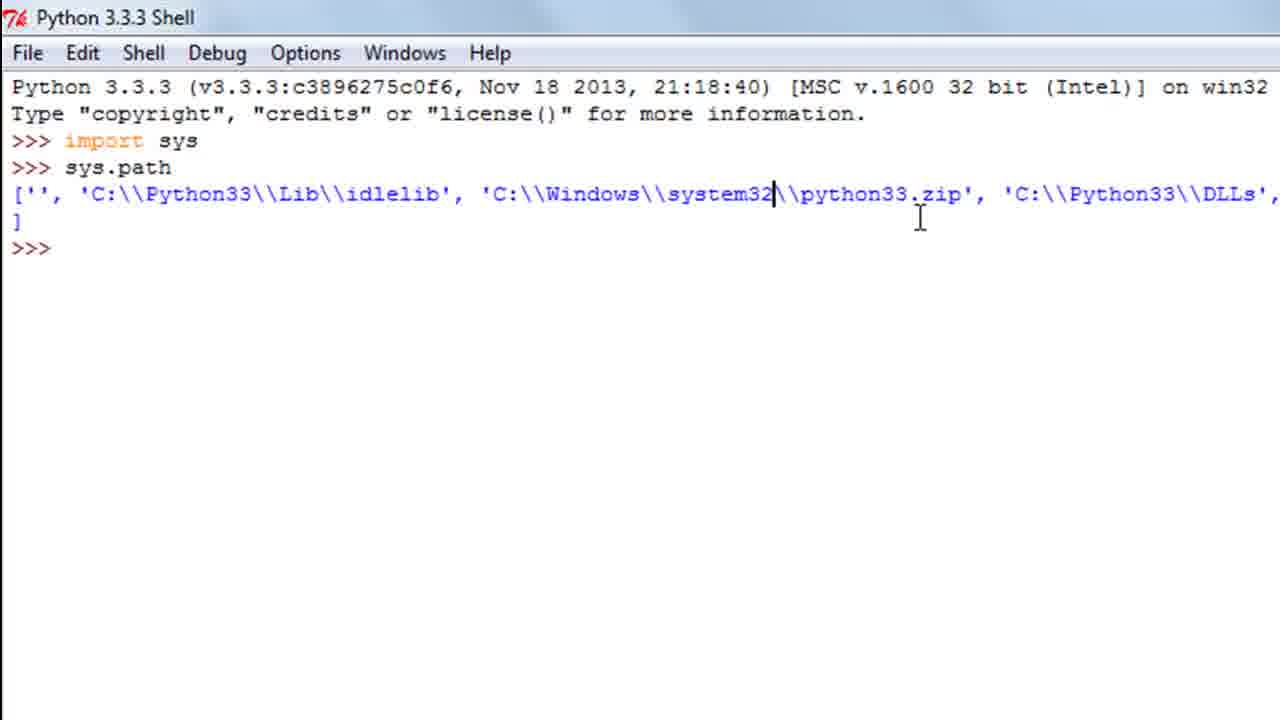 Python 3.3.3 Shell
File Edit Shell Debug Options Windows Help
Python 3.3.3 (v3.3.3:c3896275c0f6, Nov 18 2013, 21:18:40) [MSC v.1600 32 bit (Intel)] on win32
Type "copyright", "credits" or "license()" for more information.
>>> import sys
>>> sys.path
['', 'C:\\Python33\\Lib\\idlelib', 'C:\\Windows\\system32\\python33.zip', 'C:\\Python33\\DLLs',
]
>>>